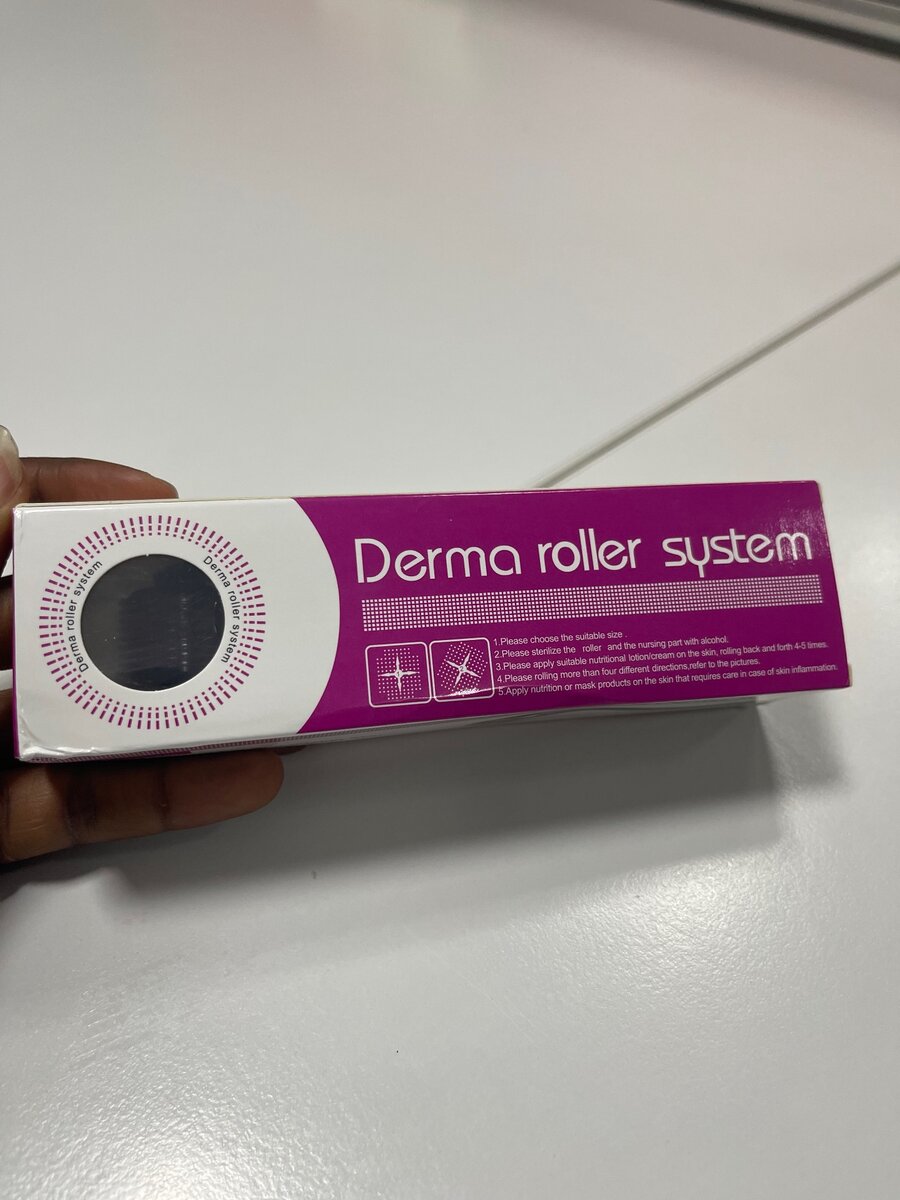 Derma roller system
Derma roller system
Derma roller system
1.Please choose the suitable size .
2.Please sterilize the roller and the nursing part with alcohol.
3.Please apply suitable nutritional lotion/cream on the skin, rolling back and forth 4-5 times.
4.Please rolling more than four different directions,refer to the pictures.
5.Apply nutrition or mask products on the skin that requires care in case of skin inflammation.